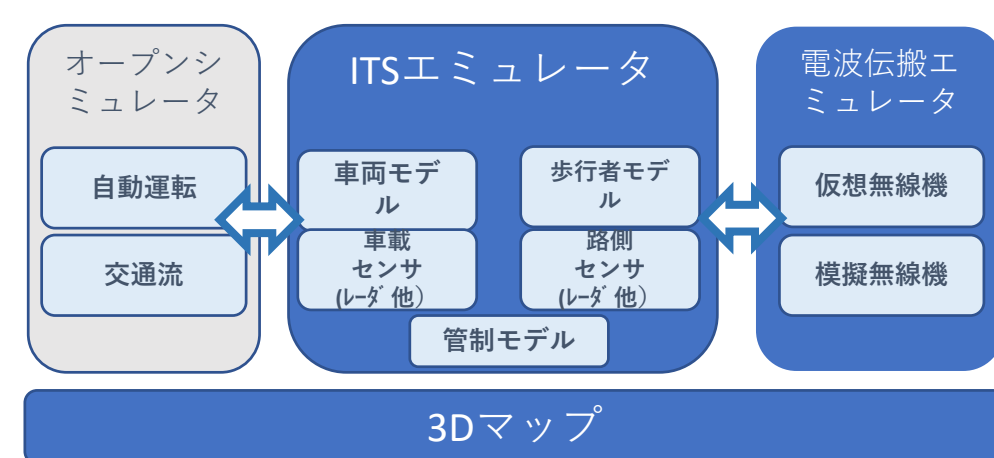 オープンシ
ミュレータ
自動運転
交通流
ITSエミュレータ
車両モデ
ル
歩行者モデ
ル
車載
センサ
(ﾚｰﾀﾞ他）
路側
センサ
(ﾚｰﾀﾞ他）
管制モデル
電波伝搬エ
ミュレータ
仮想無線機
模擬無線機
3Dマップ